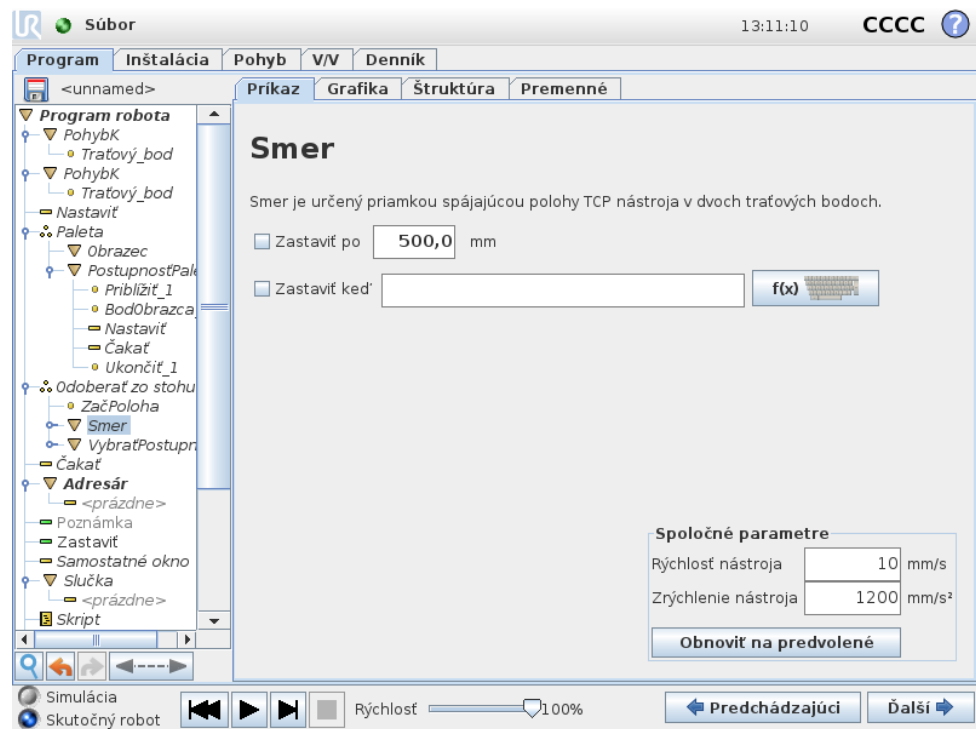 Súbor 13:11:10 CCCC ?
Program Inštalácia Pohyb V/V Denník
<unnamed> Príkaz Grafika Štruktúra Premenné
Program robota
PohybK
Traťový_bod
PohybK
Traťový_bod
Nastaviť
Paleta
Obrazec
PostupnosťPale
Priblížiť_1
BodObrazca_
Nastaviť
Čakať
Ukončiť_1
Odoberať zo stohu
ZačPoloha
Smer
VybraťPostupn
Čakať
Adresár
<prázdne>
Poznámka
Zastaviť
Samostatné okno
Slučka
<prázdne>
Skript
Smer
Smer je určený priamkou spájajúcou polohy TCP nástroja v dvoch traťových bodoch.
Zastaviť po 500,0 mm
Zastaviť keď f(x)
Spoločné parametre
Rýchlosť nástroja 10 mm/s
Zrýchlenie nástroja 1200 mm/s²
Obnoviť na predvolené
Simulácia
Skutočný robot
Rýchlosť 100%
Predchádzajúci Ďalší